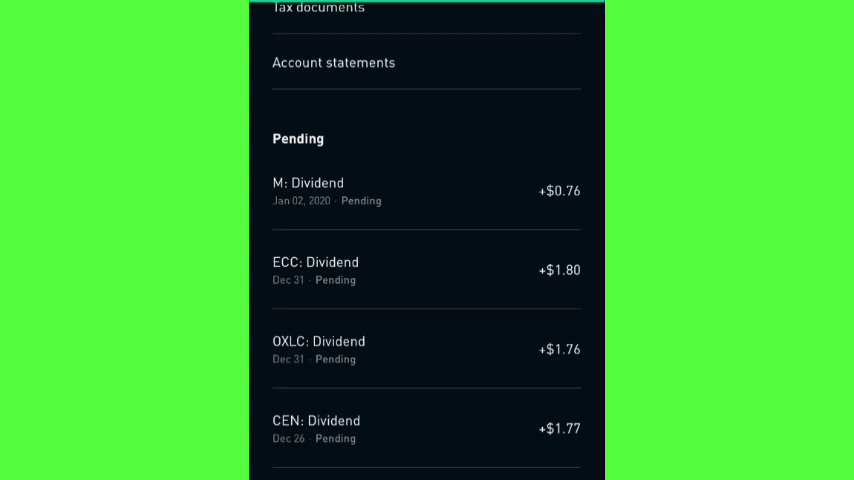 Tax documents
Account statements
Pending
M: Dividend
+$0.76
Jan 02, 2020 · Pending
ECC: Dividend
+$1.80
Dec 31 · Pending
OXLC: Dividend
+$1.76
Dec 31 · Pending
CEN: Dividend
+$1.77
Dec 26 · Pending